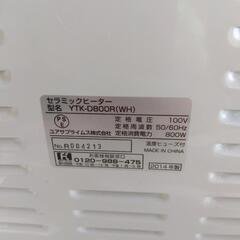 セラミックヒーター
型名 YTK-D800R(WH)
PS
E
定格電圧 100V
定格周波数 50/60Hz
定格消費電力 800W
温度ヒューズ付
ユアサプライムス株式会社 MADE IN CHINA
No.R004213
お客様相談窓口
0120-988-475
2014年製